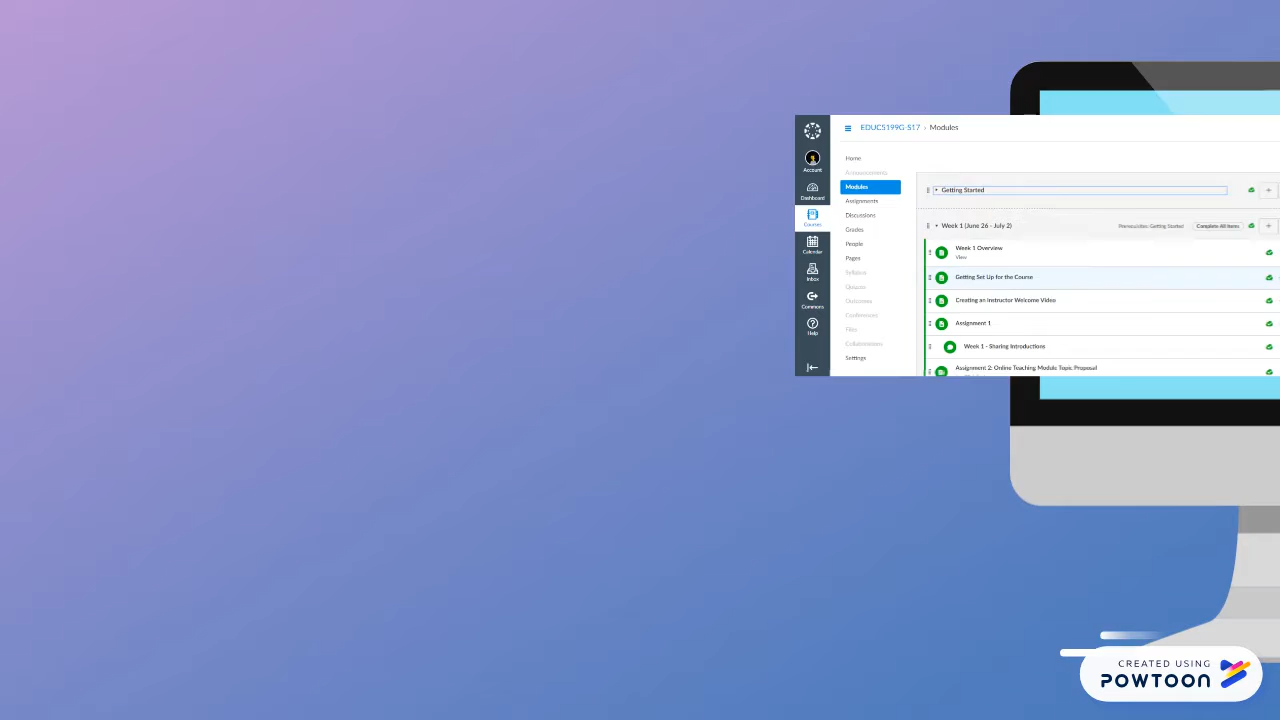 EDUC5199G-S17 › Modules
Account
Dashboard
Courses
Calendar
Inbox
Commons
Help
Home
Announcements
Modules
Assignments
Discussions
Grades
People
Pages
Syllabus
Quizzes
Outcomes
Conferences
Files
Collaborations
Settings
Getting Started
Week 1 (June 26 - July 2)
Prerequisites: Getting Started
Complete All Items
Week 1 Overview
View
Getting Set Up for the Course
Creating an Instructor Welcome Video
Assignment 1
Week 1 - Sharing Introductions
Assignment 2: Online Teaching Module Topic Proposal
CREATED USING
POWTOON